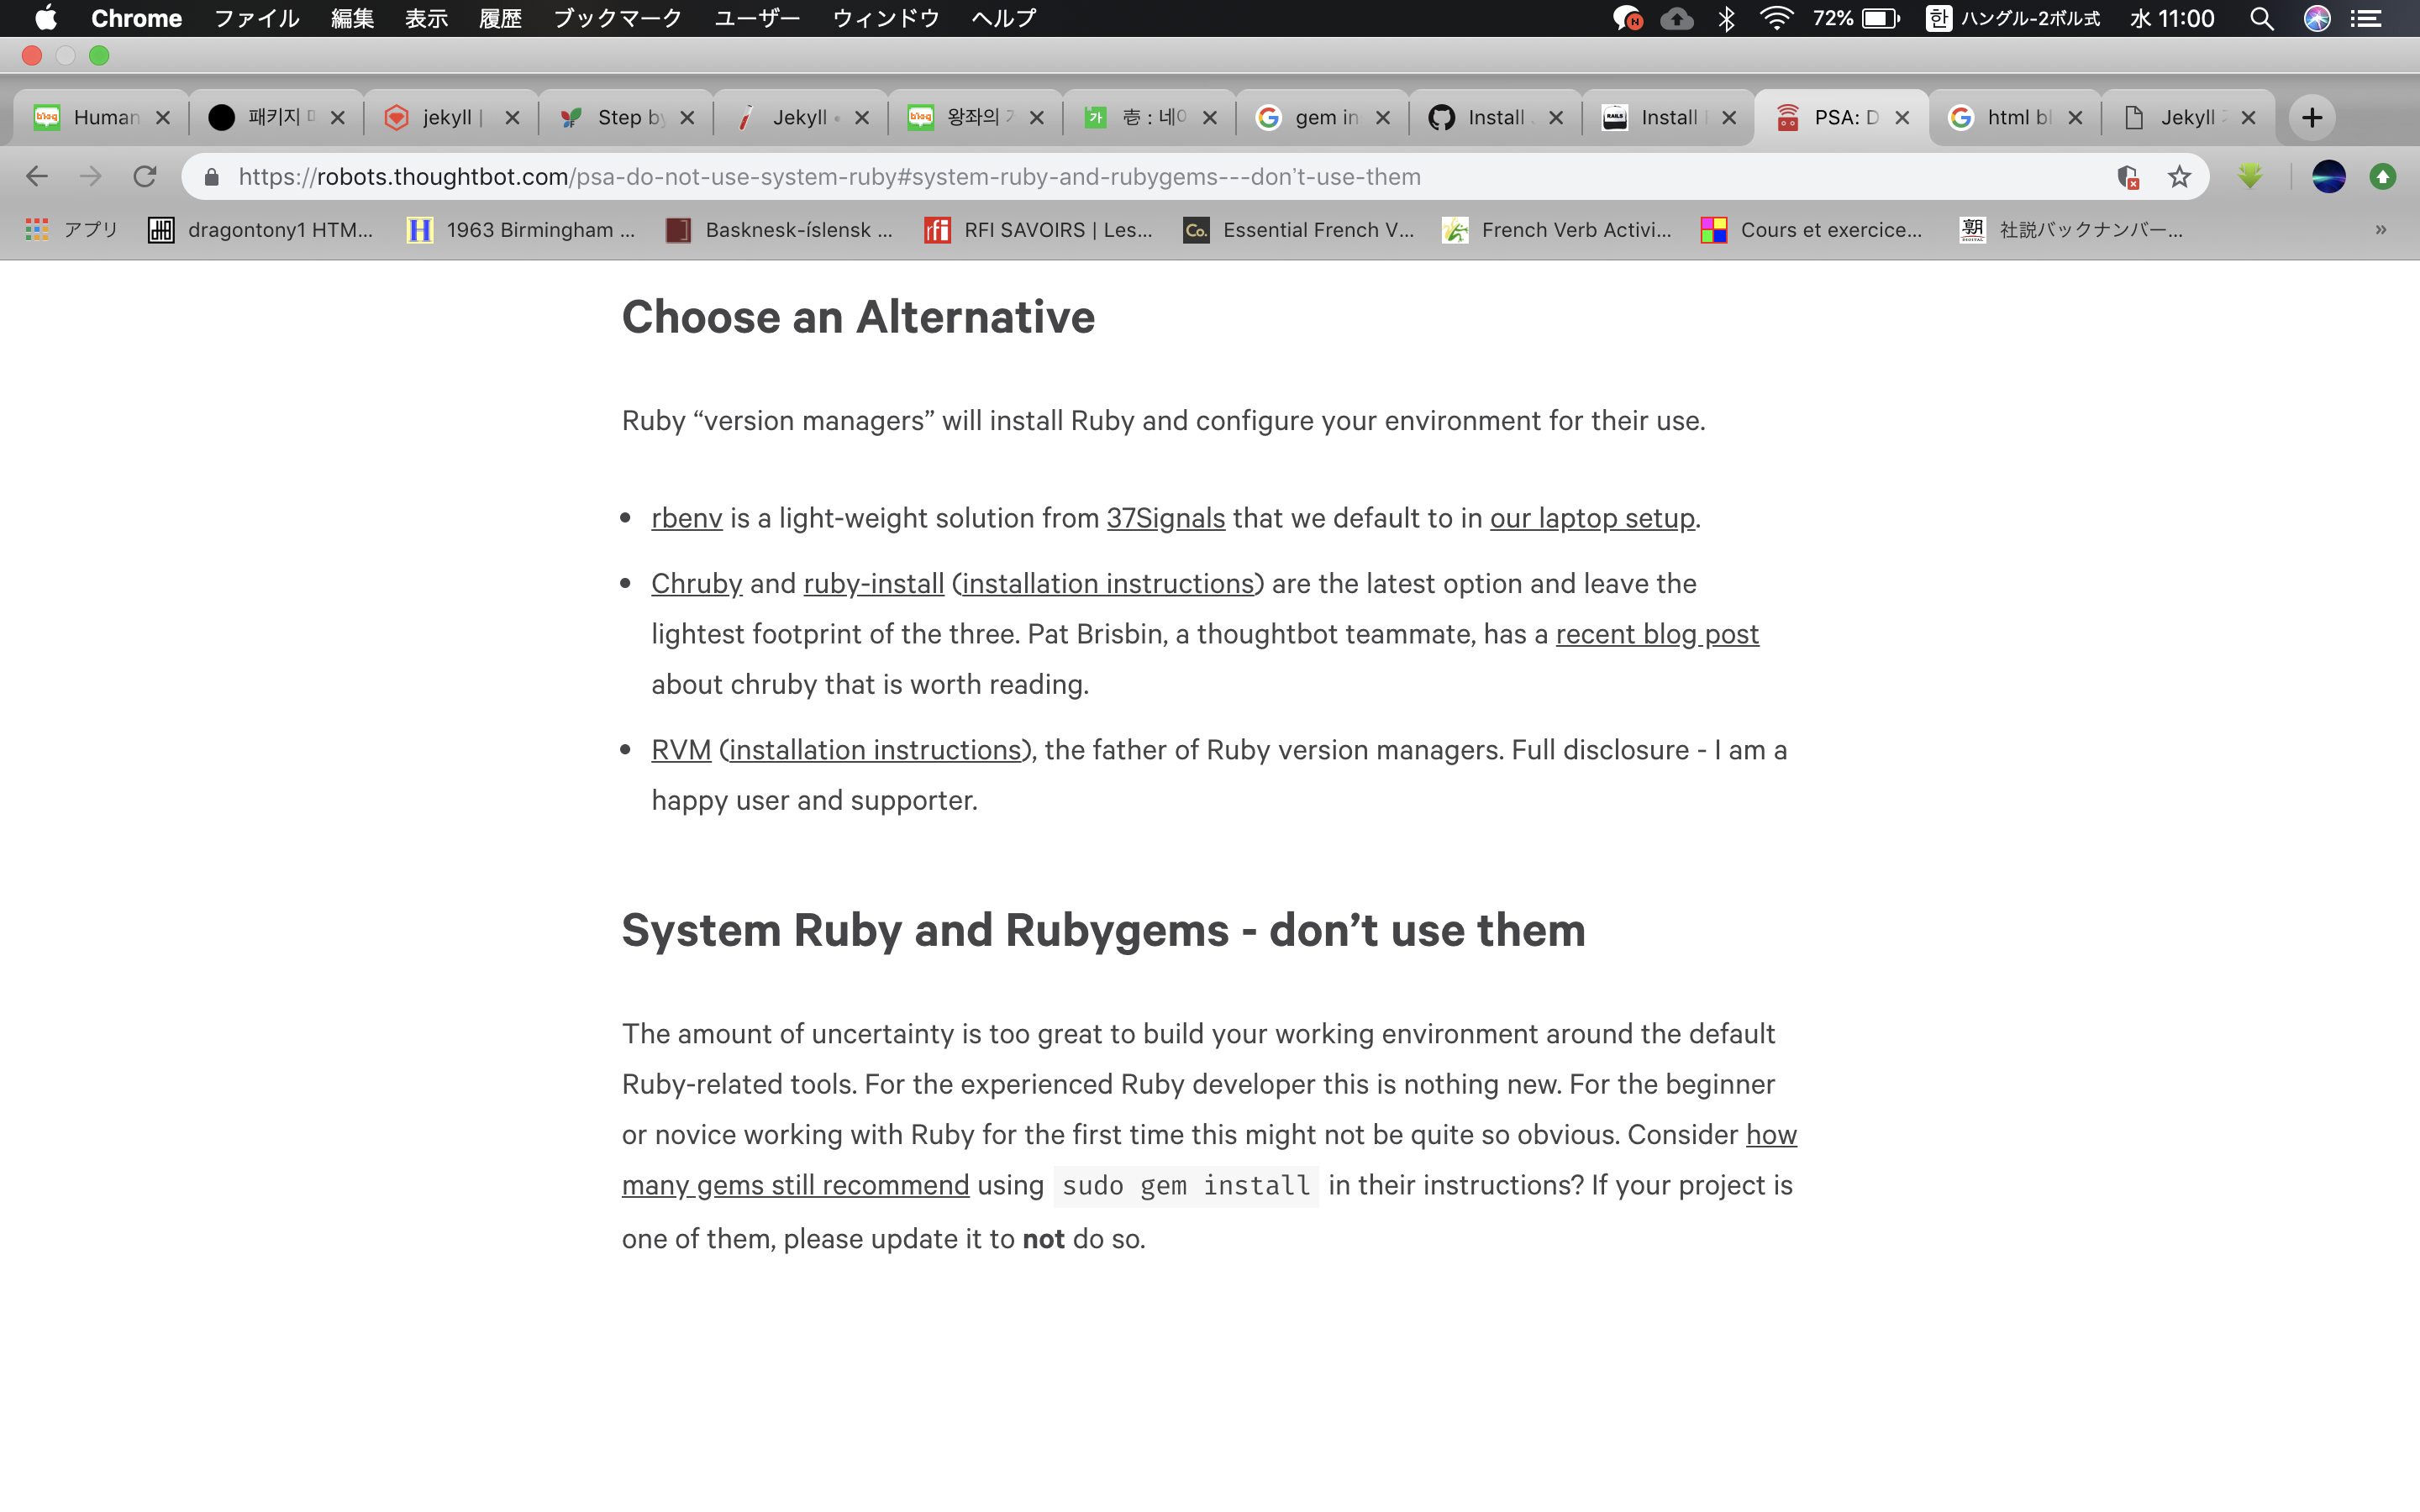 Chrome ファイル 編集 表示 履歴 ブックマーク ユーザー ウィンドウ ヘルプ N 72% 한 ハングル-2ボル式 水 11:00
blog Human 패키지 jekyll | Step by Jekyll blog 왕좌의 가 壱 : 네이 gem in Install Install PSA: D html bl Jekyll
https://robots.thoughtbot.com/psa-do-not-use-system-ruby#system-ruby-and-rubygems---don’t-use-them
アプリ dragontony1 HTM... H 1963 Birmingham ... Basknesk-íslensk ... rfi RFI SAVOIRS | Les... Co. Essential French V... French Verb Activi... Cours et exercice... 朝 社説バックナンバー... »
Choose an Alternative
Ruby “version managers” will install Ruby and configure your environment for their use.
• rbenv is a light-weight solution from 37Signals that we default to in our laptop setup.
• Chruby and ruby-install (installation instructions) are the latest option and leave the
lightest footprint of the three. Pat Brisbin, a thoughtbot teammate, has a recent blog post
about chruby that is worth reading.
• RVM (installation instructions), the father of Ruby version managers. Full disclosure - I am a
happy user and supporter.
System Ruby and Rubygems - don’t use them
The amount of uncertainty is too great to build your working environment around the default
Ruby-related tools. For the experienced Ruby developer this is nothing new. For the beginner
or novice working with Ruby for the first time this might not be quite so obvious. Consider how
many gems still recommend using sudo gem install in their instructions? If your project is
one of them, please update it to not do so.